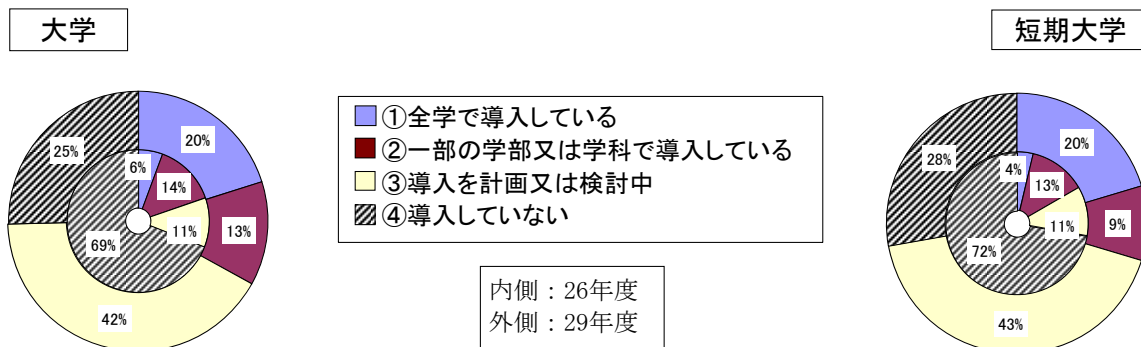 大学
短期大学
20%
13%
42%
25%
6%
14%
11%
69%
①全学で導入している
②一部の学部又は学科で導入している
③導入を計画又は検討中
④導入していない
内側：26年度
外側：29年度
20%
9%
43%
28%
4%
13%
11%
72%